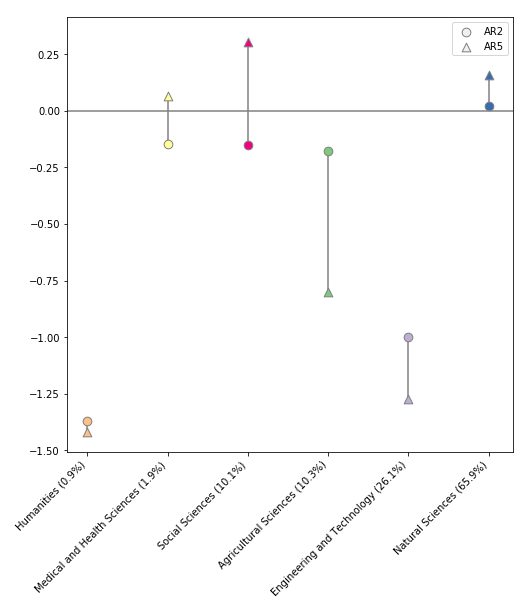 AR2
AR5
0.25
0.00
−0.25
−0.50
−0.75
−1.00
−1.25
−1.50
Humanities (0.9%)
Medical and Health Sciences (1.9%)
Social Sciences (10.1%)
Agricultural Sciences (10.3%)
Engineering and Technology (26.1%)
Natural Sciences (65.9%)